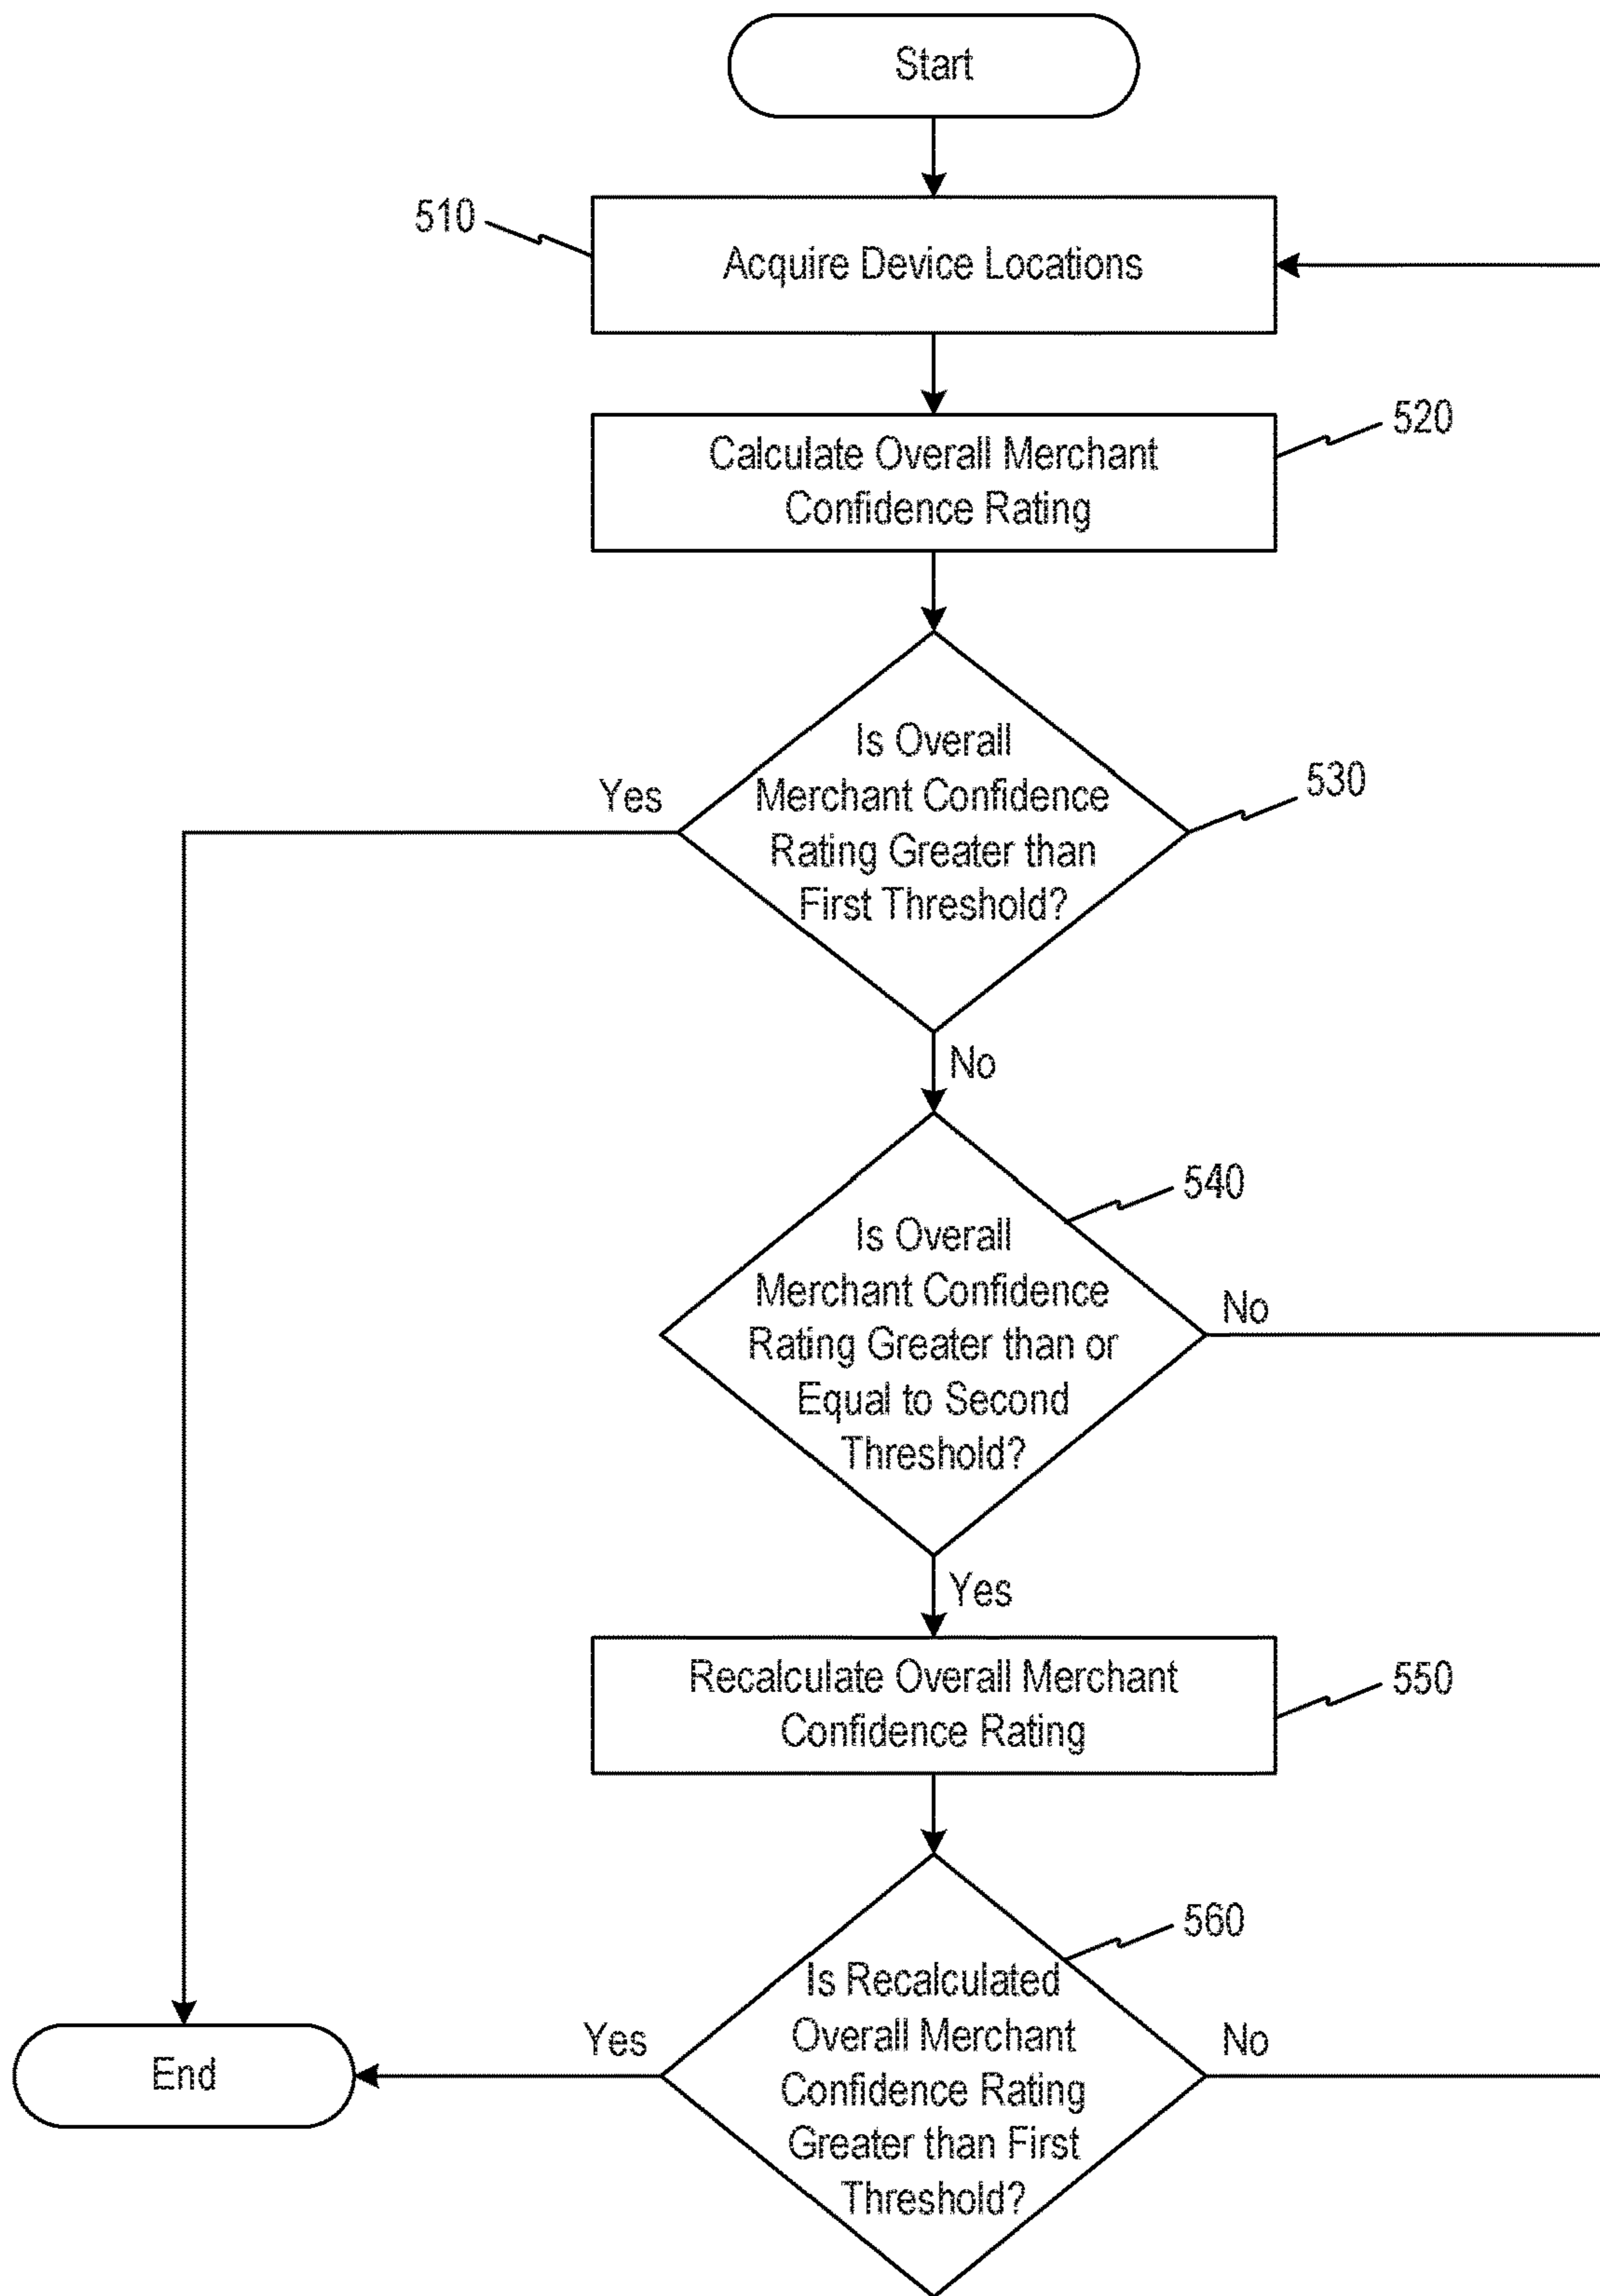 Start
510
Acquire Device Locations
520
Calculate Overall Merchant
Confidence Rating
Is Overall
Merchant Confidence
Rating Greater than
First Threshold?
530
Yes
No
540
Is Overall
Merchant Confidence
Rating Greater than or
Equal to Second
Threshold?
No
Yes
Recalculate Overall Merchant
Confidence Rating
550
560
Is Recalculated
Overall Merchant
Confidence Rating
Greater than First
Threshold?
Yes
No
End